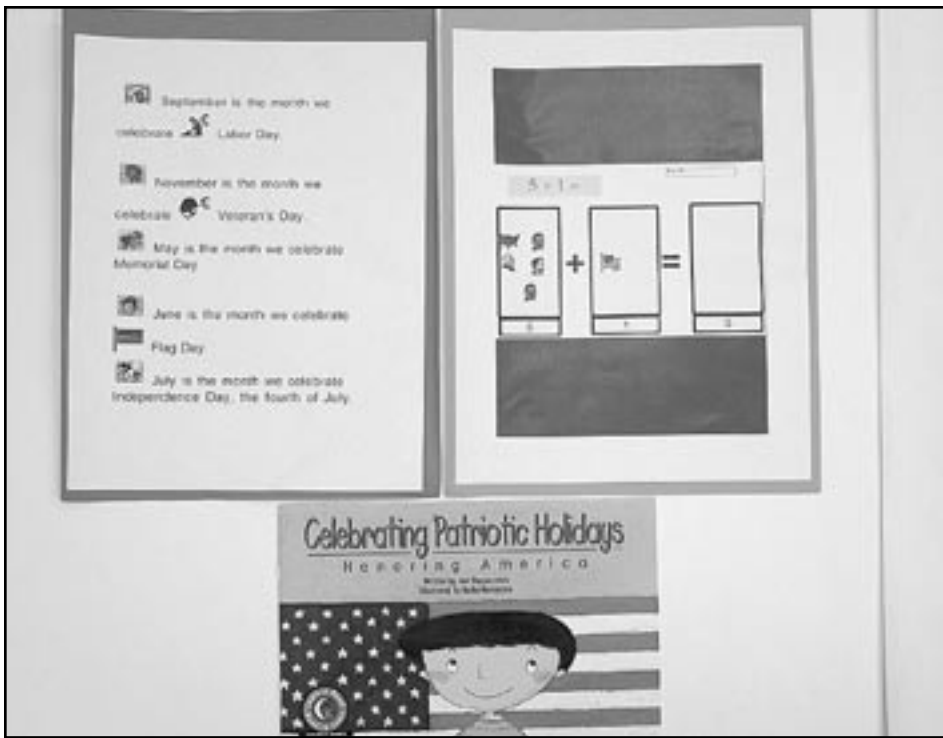 September is the month we
celebrate Labor Day.
November is the month we
celebrate Veteran's Day.
May is the month we celebrate
Memorial Day
June is the month we celebrate
Flag Day
July is the month we celebrate
Independence Day, the fourth of July.
5 + 1 =
+ =
Celebrating Patriotic Holidays
Honoring America